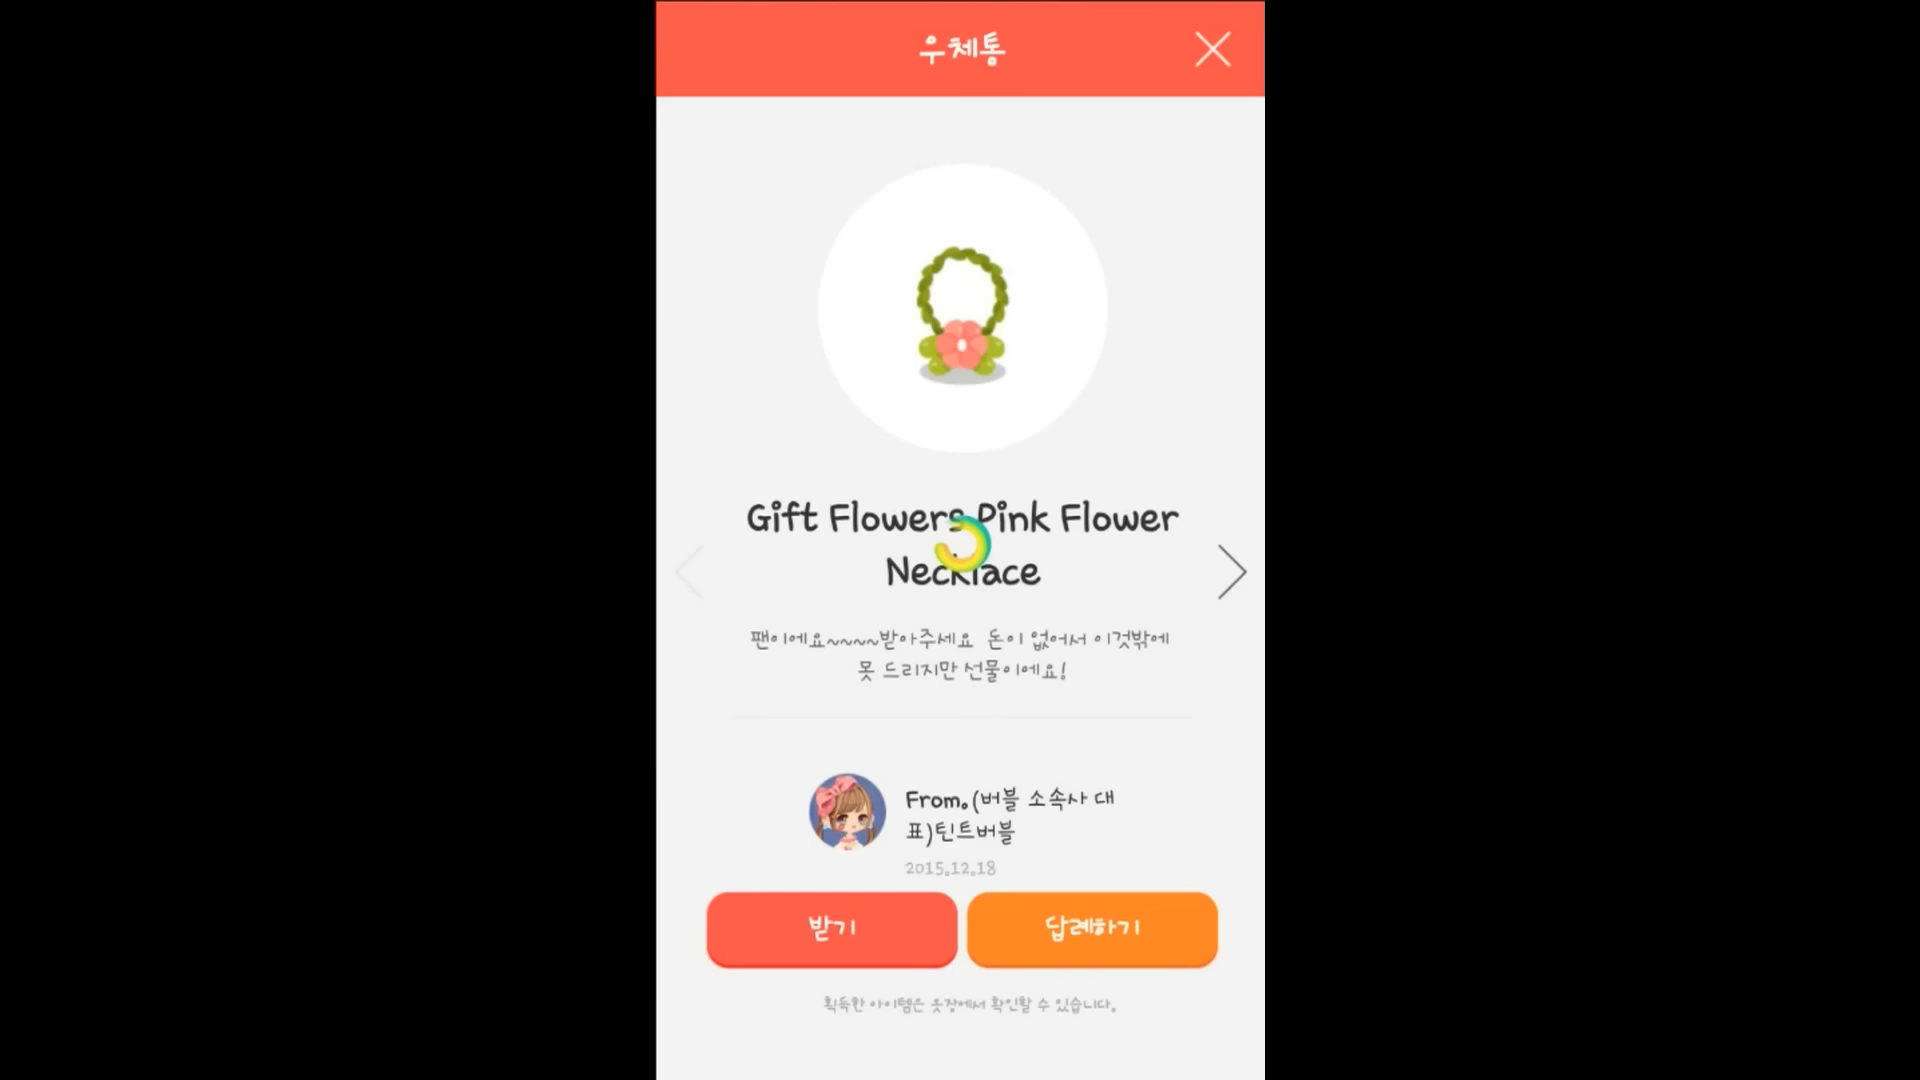 우체통
Gift Flowers Pink Flower
Necklace
팬이에요~~~~받아주세요 돈이 없어서 이것밖에
못 드리지만 선물이에요!
From.(버블 소속사 대
표)틴트버블
2015.12.18
받기
답례하기
획득한 아이템은 옷장에서 확인할 수 있습니다.